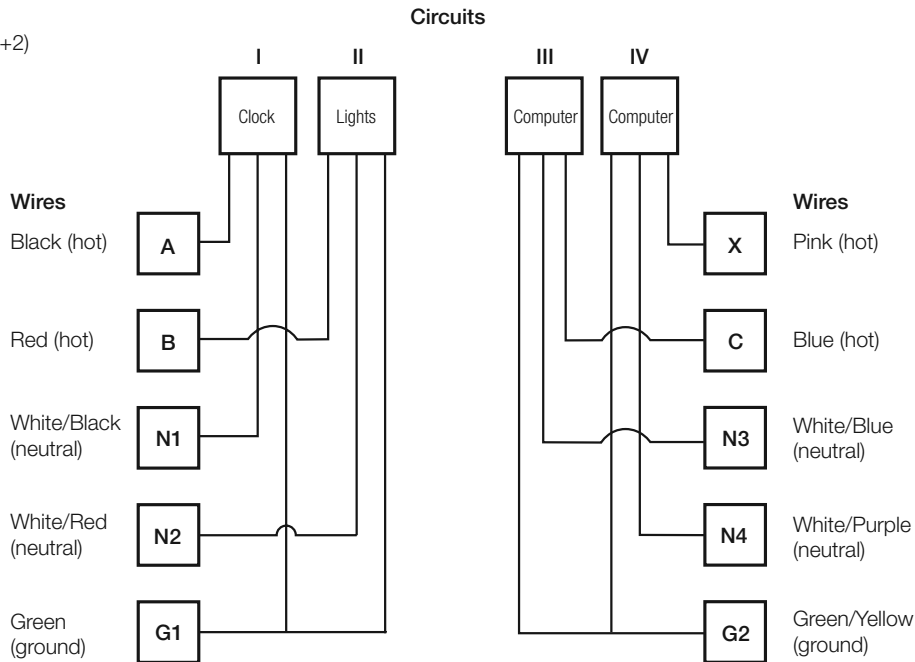 Circuits
+2)
I II III IV
Clock Lights Computer Computer
Wires Wires
Black (hot) A X Pink (hot)
Red (hot) B C Blue (hot)
White/Black
(neutral)
N1 N3
White/Blue
(neutral)
White/Red
(neutral)
N2 N4
White/Purple
(neutral)
Green
(ground)
G1 G2
Green/Yellow
(ground)